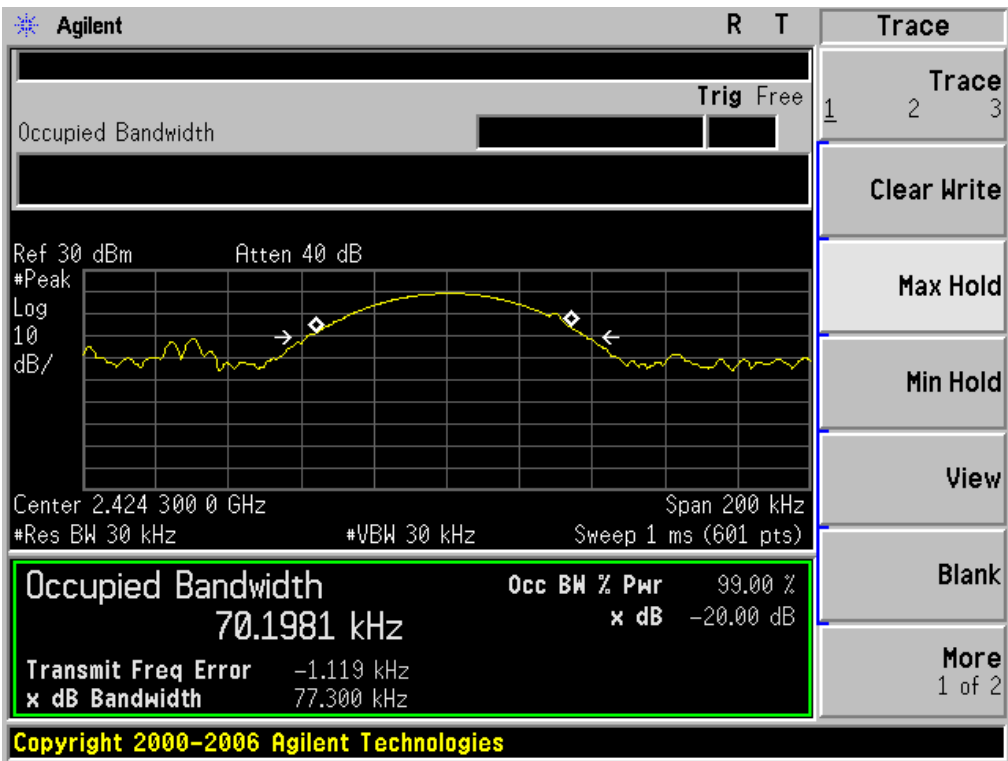 Agilent R T Trace
Trace
1 2 3
Trig Free
Occupied Bandwidth
Clear Write
Ref 30 dBm Atten 40 dB
#Peak
Log
10
dB/
Max Hold
Min Hold
View
Center 2.424 300 0 GHz Span 200 kHz
#Res BW 30 kHz #VBW 30 kHz Sweep 1 ms (601 pts)
Occupied Bandwidth Occ BW % Pwr 99.00 %
70.1981 kHz x dB -20.00 dB
Blank
Transmit Freq Error -1.119 kHz
x dB Bandwidth 77.300 kHz
More
1 of 2
Copyright 2000-2006 Agilent Technologies